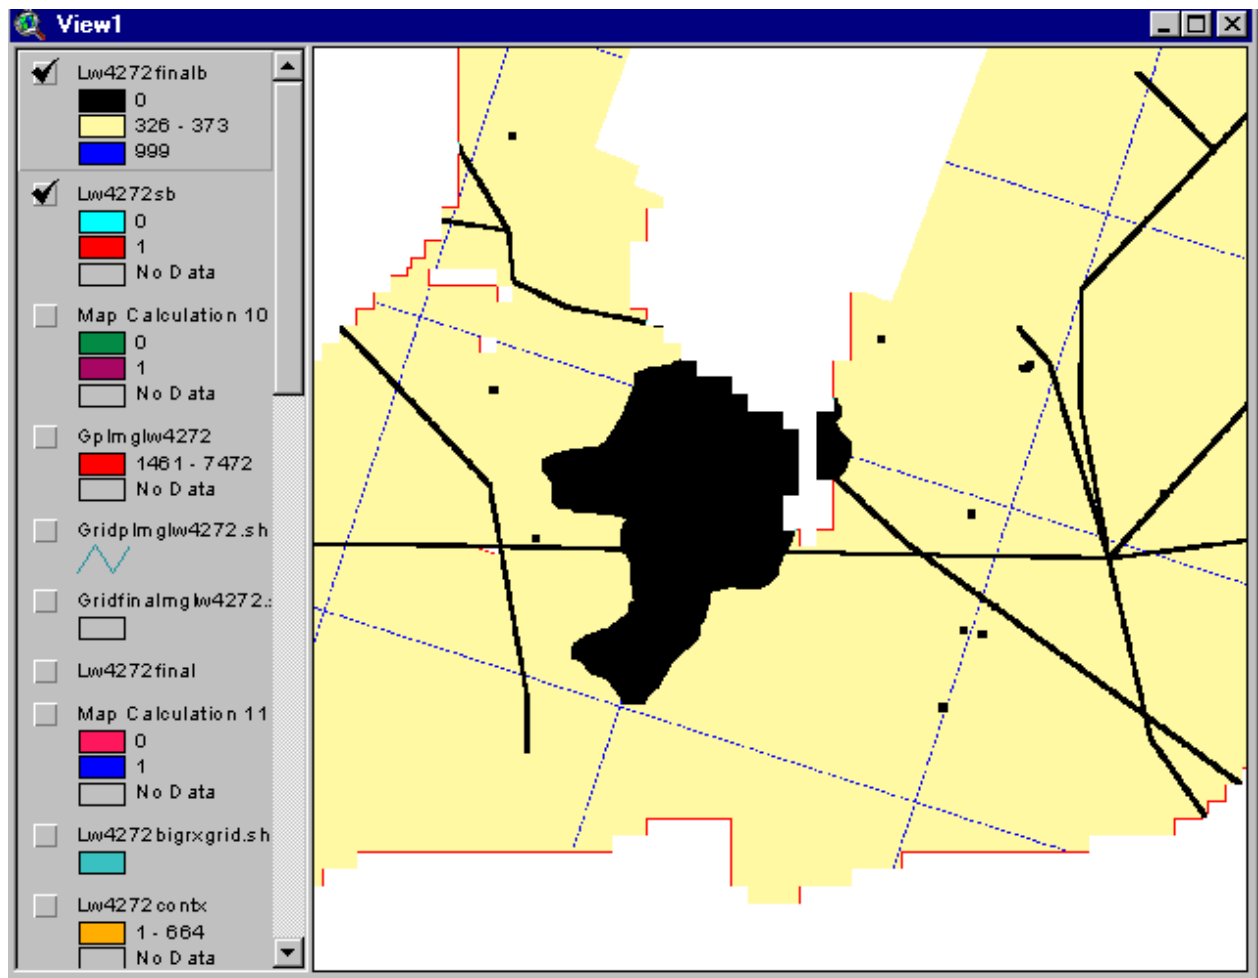 View1
Lw4272finalb
0
326 - 373
999
Lw4272sb
0
1
No Data
Map Calculation 10
0
1
No Data
Gplmglw4272
1461 - 7472
No Data
Gridplmglw4272.sh
Gridfinalmglw4272.s
Lw4272final
Map Calculation 11
0
1
No Data
Lw4272bigrxgrid.sh
Lw4272contx
1 - 664
No Data